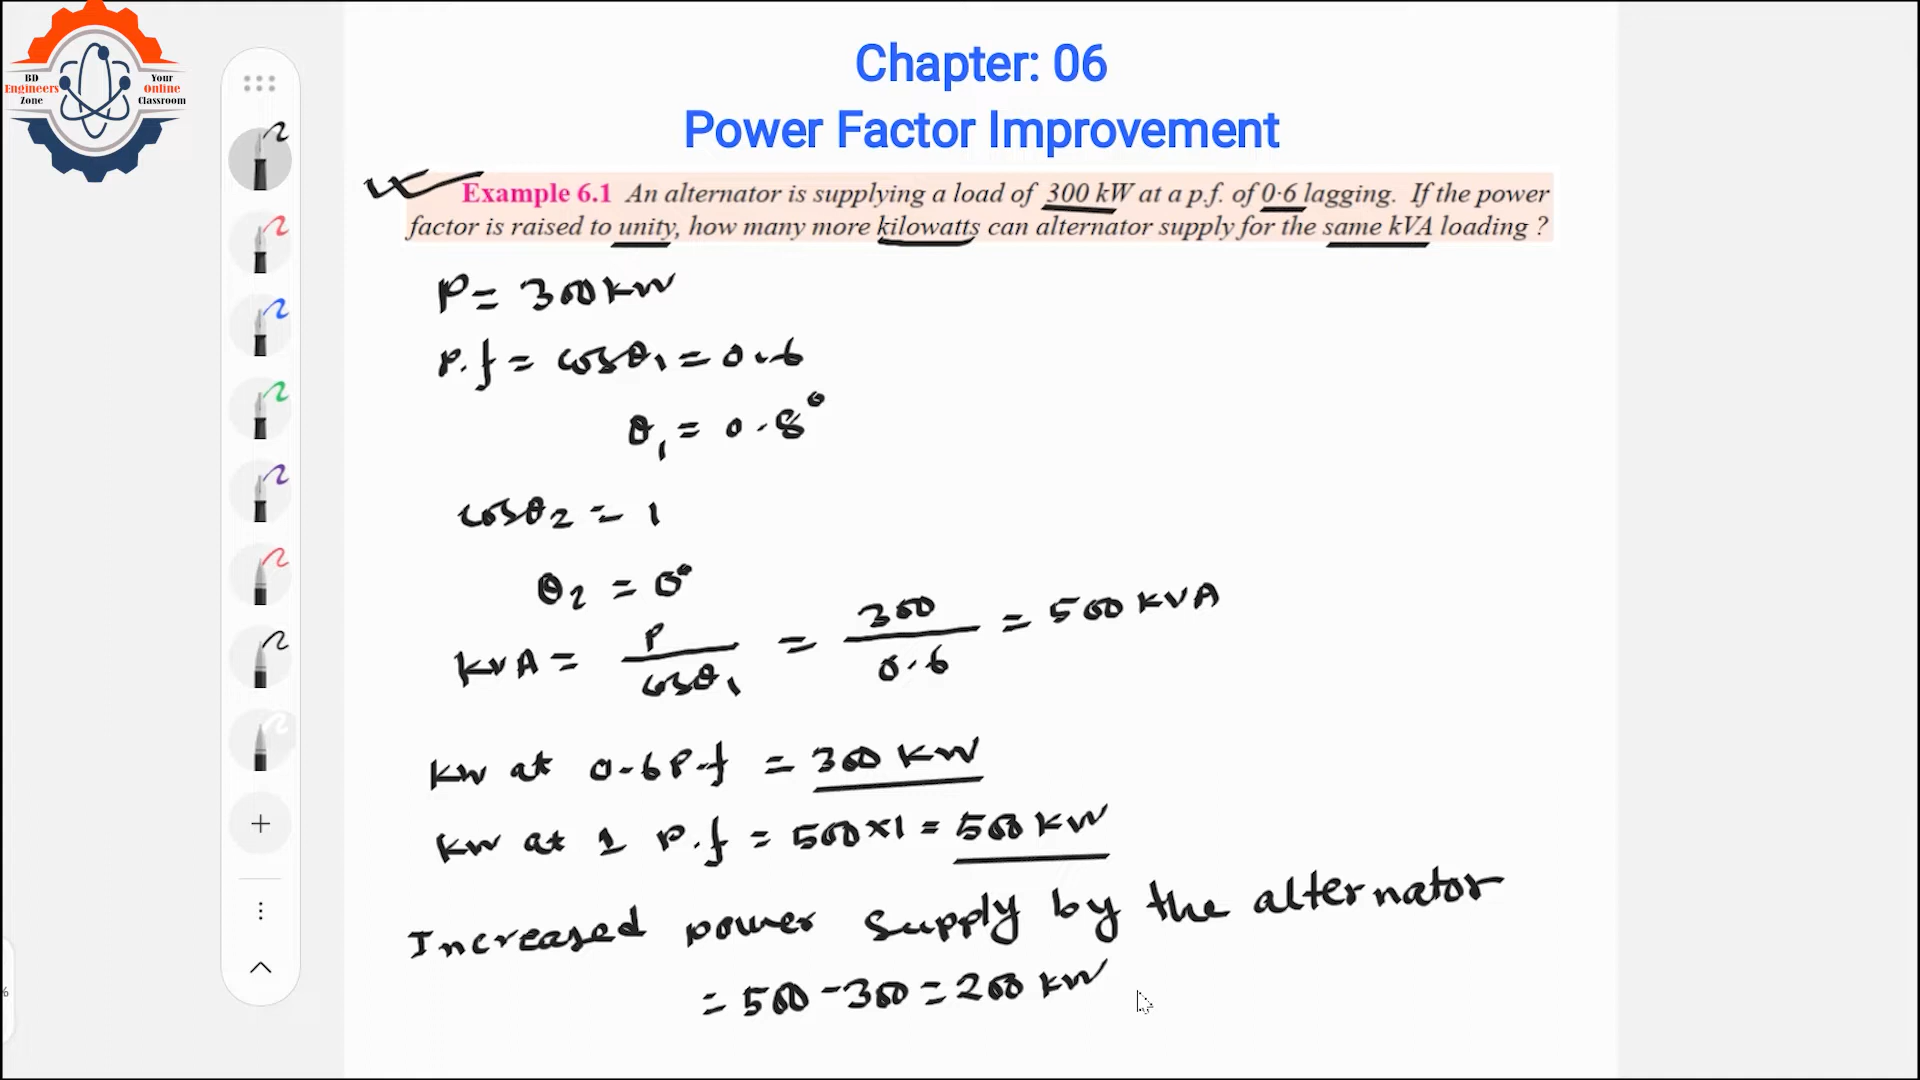 BD
Engineers
Zone
Your
Online
Classroom
Chapter: 06
Power Factor Improvement
Example 6.1 An alternator is supplying a load of 300 kW at a p.f. of 0·6 lagging. If the power
factor is raised to unity, how many more kilowatts can alternator supply for the same kVA loading ?
P = 300 kW
P.f = cosθ₁ = 0.6
θ₁ = 0.8°
cosθ₂ = 1
θ₂ = 0°
KVA = P/cosθ₁ = 300/0.6 = 500 KVA
KW at 0.6 P.f = 300 KW
KW at 1 P.f = 500×1 = 500 KW
Increased power supply by the alternator
= 500 - 300 = 200 KW
%